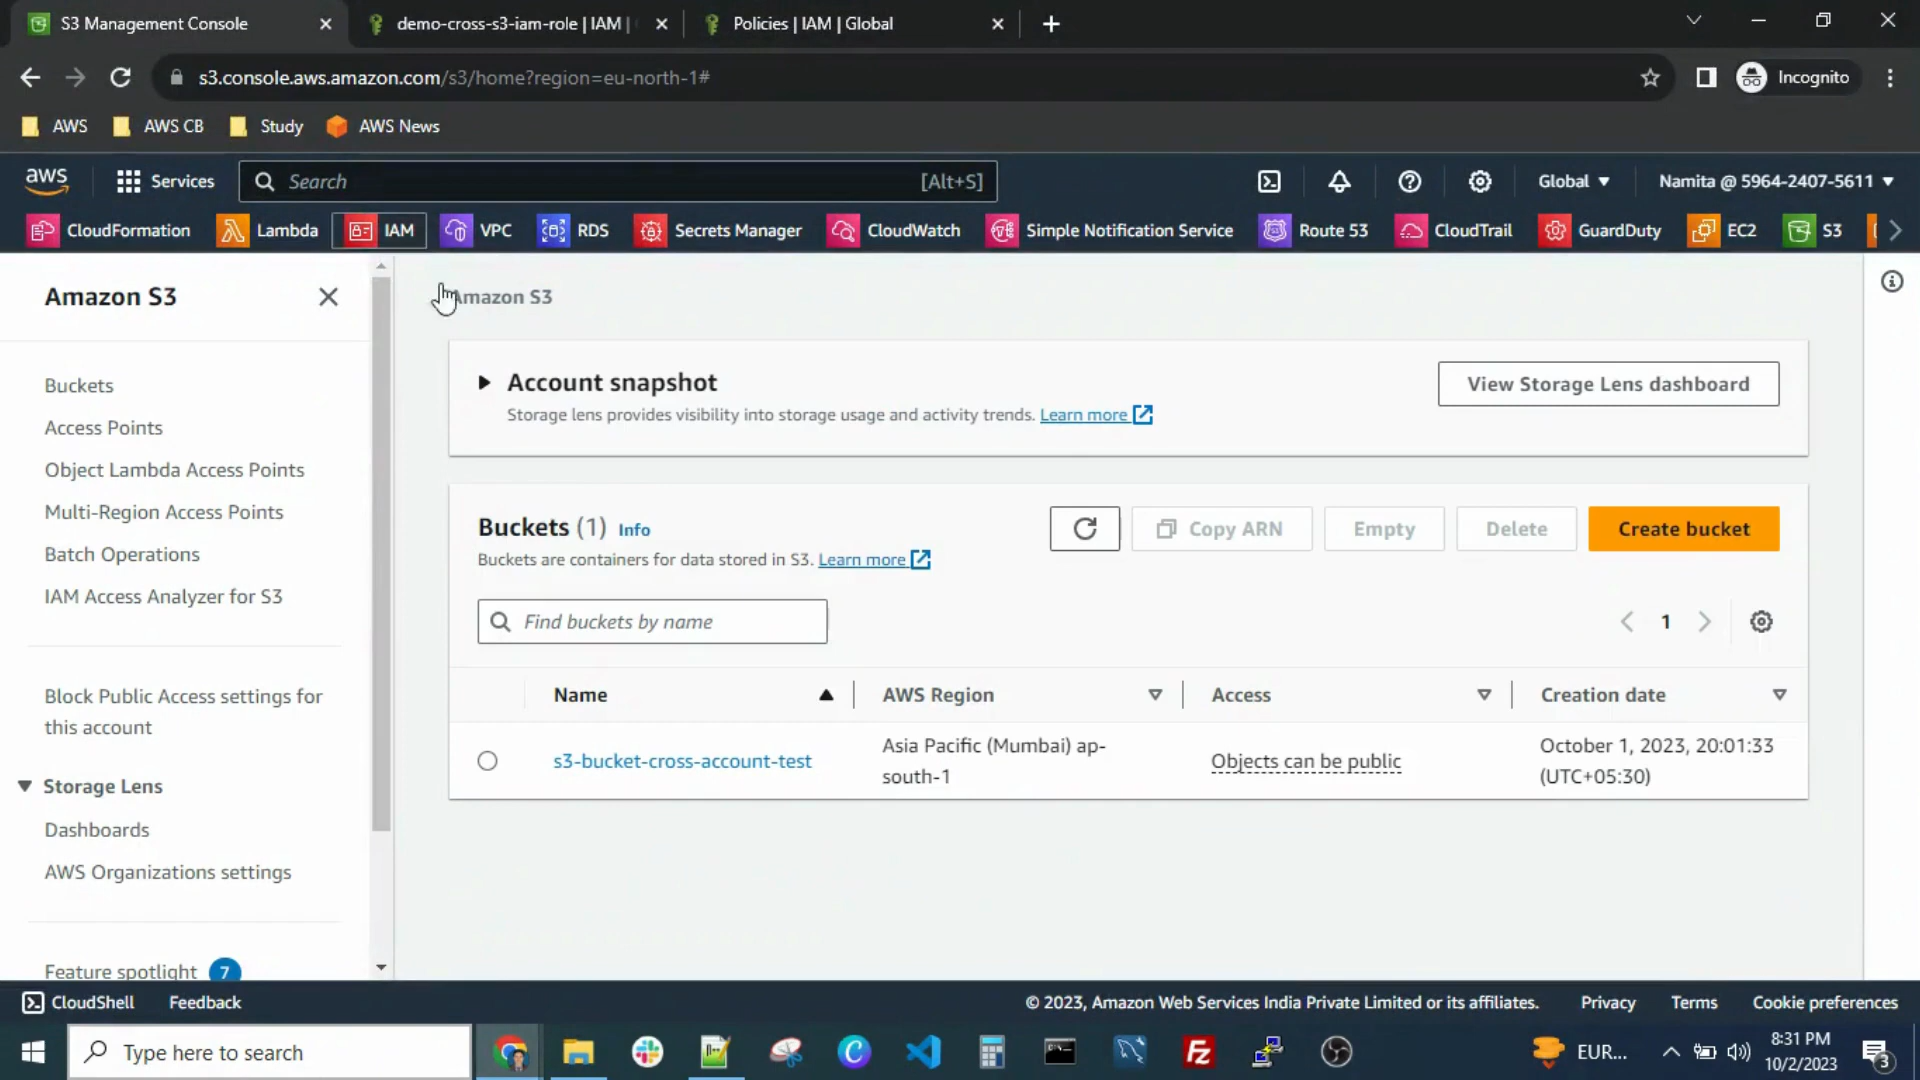 S3 Management Console
demo-cross-s3-iam-role | IAM |
Policies | IAM | Global
s3.console.aws.amazon.com/s3/home?region=eu-north-1#
Incognito
AWS
AWS CB
Study
AWS News
aws
Services
Search
[Alt+S]
Global
Namita @ 5964-2407-5611
CloudFormation
Lambda
IAM
VPC
RDS
Secrets Manager
CloudWatch
Simple Notification Service
Route 53
CloudTrail
GuardDuty
EC2
S3
Amazon S3
Buckets
Access Points
Object Lambda Access Points
Multi-Region Access Points
Batch Operations
IAM Access Analyzer for S3
Block Public Access settings for
this account
Storage Lens
Dashboards
AWS Organizations settings
Feature spotlight
7
Amazon S3
Account snapshot
Storage lens provides visibility into storage usage and activity trends. Learn more
View Storage Lens dashboard
Buckets (1) Info
Buckets are containers for data stored in S3. Learn more
Copy ARN
Empty
Delete
Create bucket
Find buckets by name
1
Name
AWS Region
Access
Creation date
s3-bucket-cross-account-test
Asia Pacific (Mumbai) ap-
south-1
Objects can be public
October 1, 2023, 20:01:33
(UTC+05:30)
CloudShell
Feedback
© 2023, Amazon Web Services India Private Limited or its affiliates.
Privacy
Terms
Cookie preferences
Type here to search
EUR...
8:31 PM
10/2/2023
3